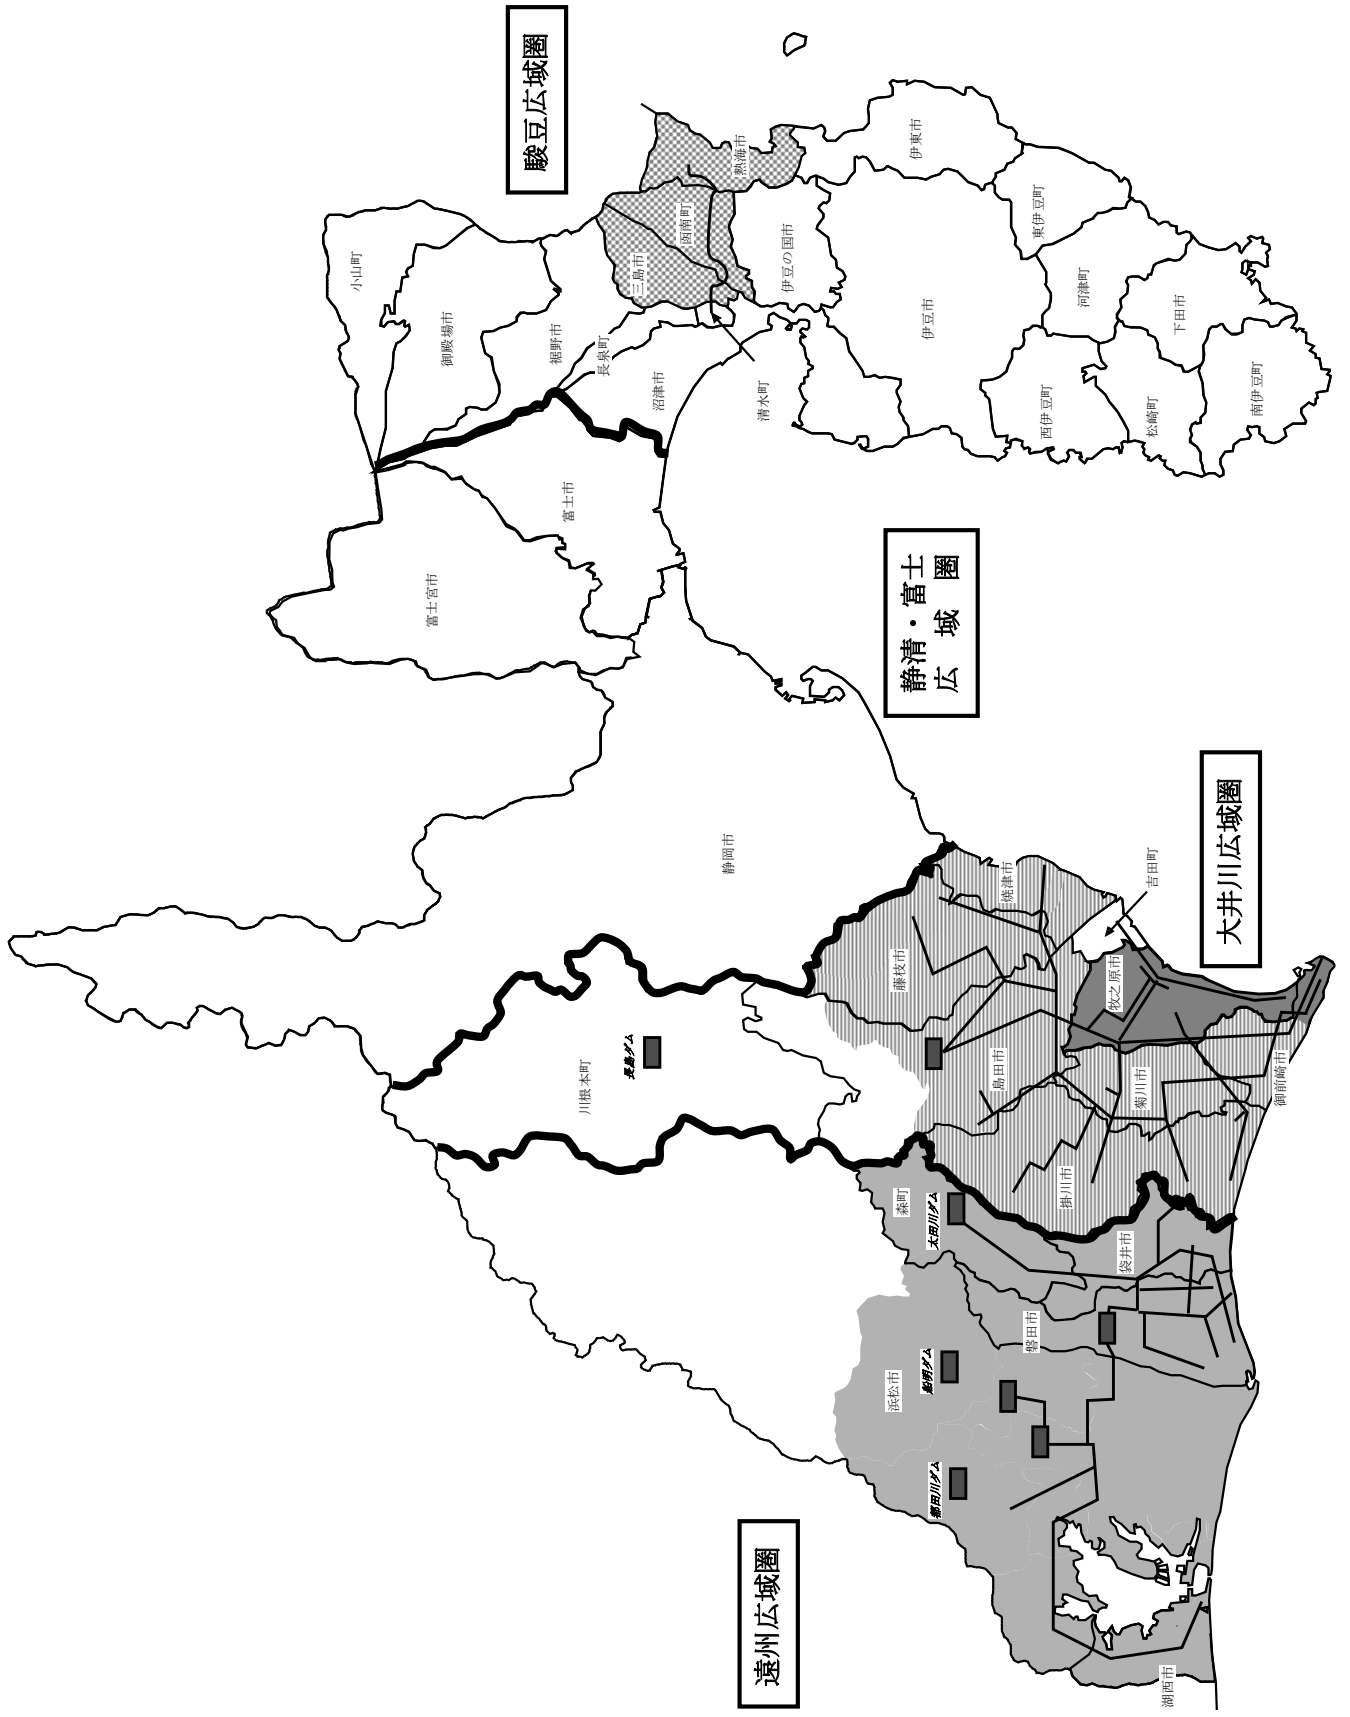 駿豆広域圏
小山町
御殿場市
裾野市
長泉町
三島市
函南町
熱海市
沼津市
清水町
伊豆の国市
伊東市
伊豆市
東伊豆町
河津町
下田市
西伊豆町
松崎町
南伊豆町
静清・富士
広域圏
富士市
富士宮市
静岡市
大井川広域圏
川根本町
長島ダム
藤枝市
焼津市
吉田町
島田市
牧之原市
菊川市
御前崎市
掛川市
遠州広域圏
森町
太田川ダム
袋井市
磐田市
浜松市
船明ダム
都田川ダム
湖西市